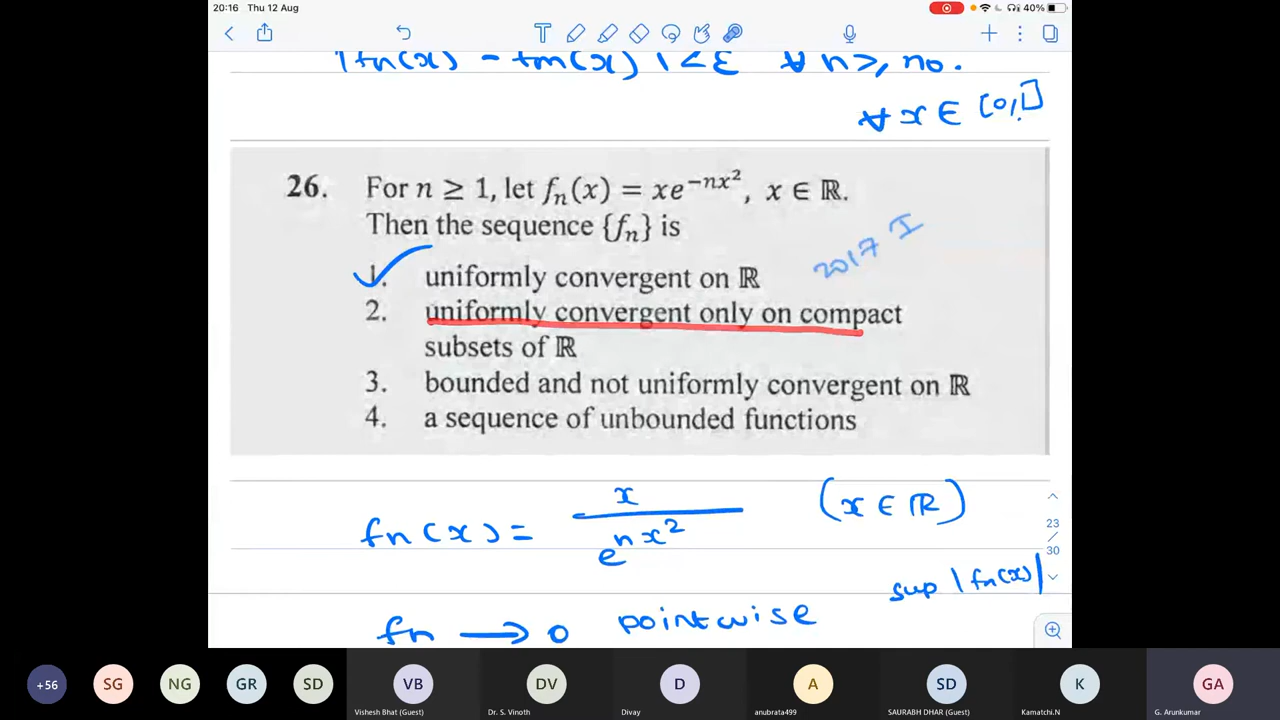 20:16 Thu 12 Aug
40%
|fn(x) - fm(x)| < ε ∀ n ≥ no.
∀ x ∈ [0,1]
26. For n ≥ 1, let fₙ(x) = xe^{-nx²}, x ∈ ℝ.
Then the sequence {fₙ} is
2017 I
1. uniformly convergent on ℝ
2. uniformly convergent only on compact
subsets of ℝ
3. bounded and not uniformly convergent on ℝ
4. a sequence of unbounded functions
fn(x) = x / e^{nx²} (x ∈ ℝ)
23
/
30
sup |fn(x)|
fn → 0 pointwise
+56 SG NG GR SD VB DV D A SD K GA
Vishesh Bhat (Guest) Dr. S. Vinoth Divay anubrata499 SAURABH DHAR (Guest) Kamatchi.N G. Arunkumar